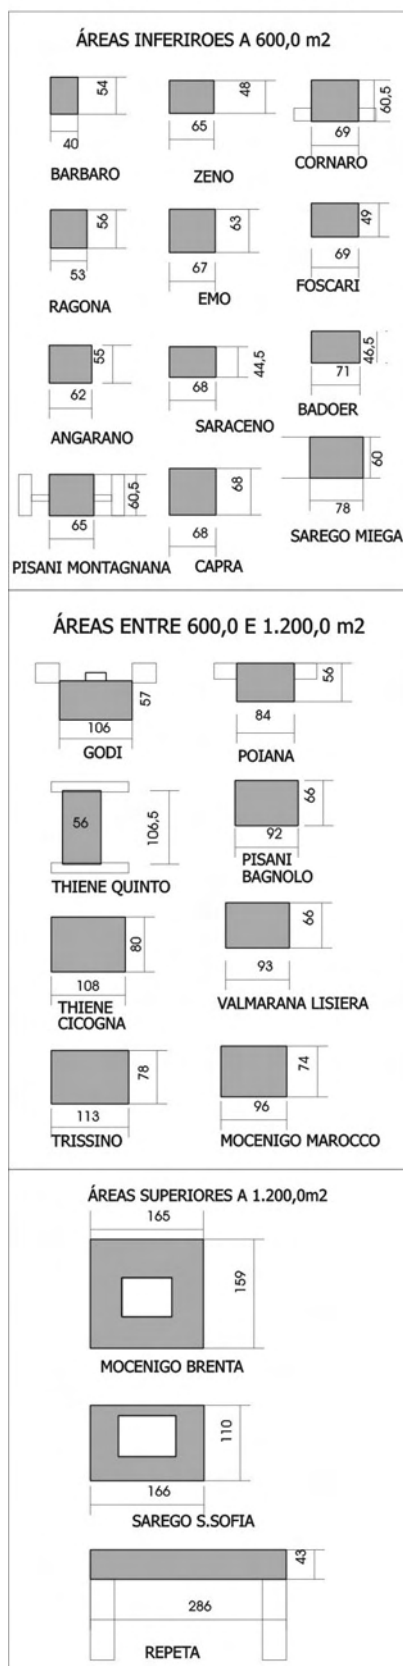 ÁREAS INFERIROES A 600,0 m2
54
40
BARBARO
48
65
ZENO
60,5
69
CORNARO
56
53
RAGONA
63
67
EMO
49
69
FOSCARI
55
62
ANGARANO
44,5
68
SARACENO
46,5
71
BADOER
60,5
65
PISANI MONTAGNANA
68
68
CAPRA
60
78
SAREGO MIEGA
ÁREAS ENTRE 600,0 E 1.200,0 m2
57
106
GODI
56
84
POIANA
56
106,5
THIENE QUINTO
66
92
PISANI
BAGNOLO
80
108
THIENE
CICOGNA
66
93
VALMARANA LISIERA
78
113
TRISSINO
74
96
MOCENIGO MAROCCO
ÁREAS SUPERIORES A 1.200,0m2
165
159
MOCENIGO BRENTA
110
166
SAREGO S.SOFIA
43
286
REPETA